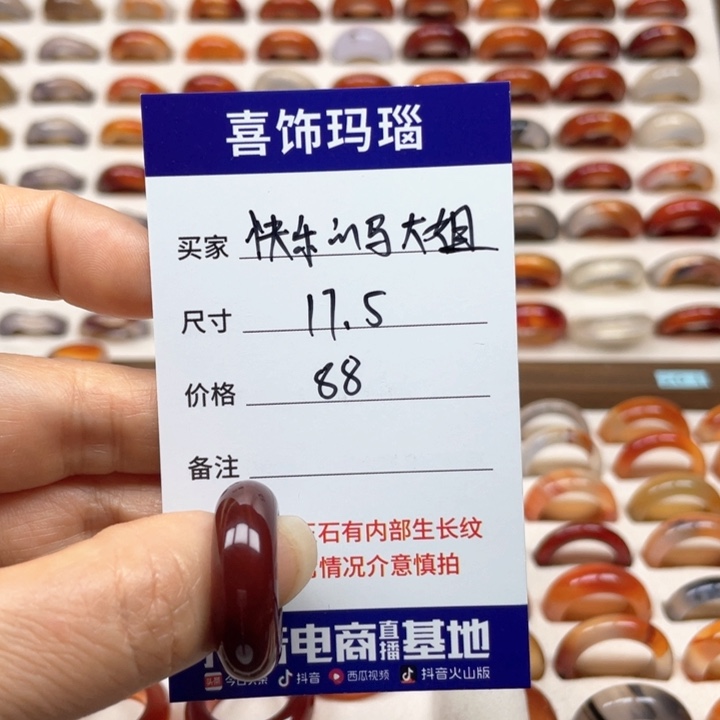 喜饰玛瑙
买家 快乐的马大姐
尺寸 17.5
价格 88
备注
玉石有内部生长纹
情况介意慎拍
电商直播基地
今日头条 抖音 西瓜视频 抖音火山版